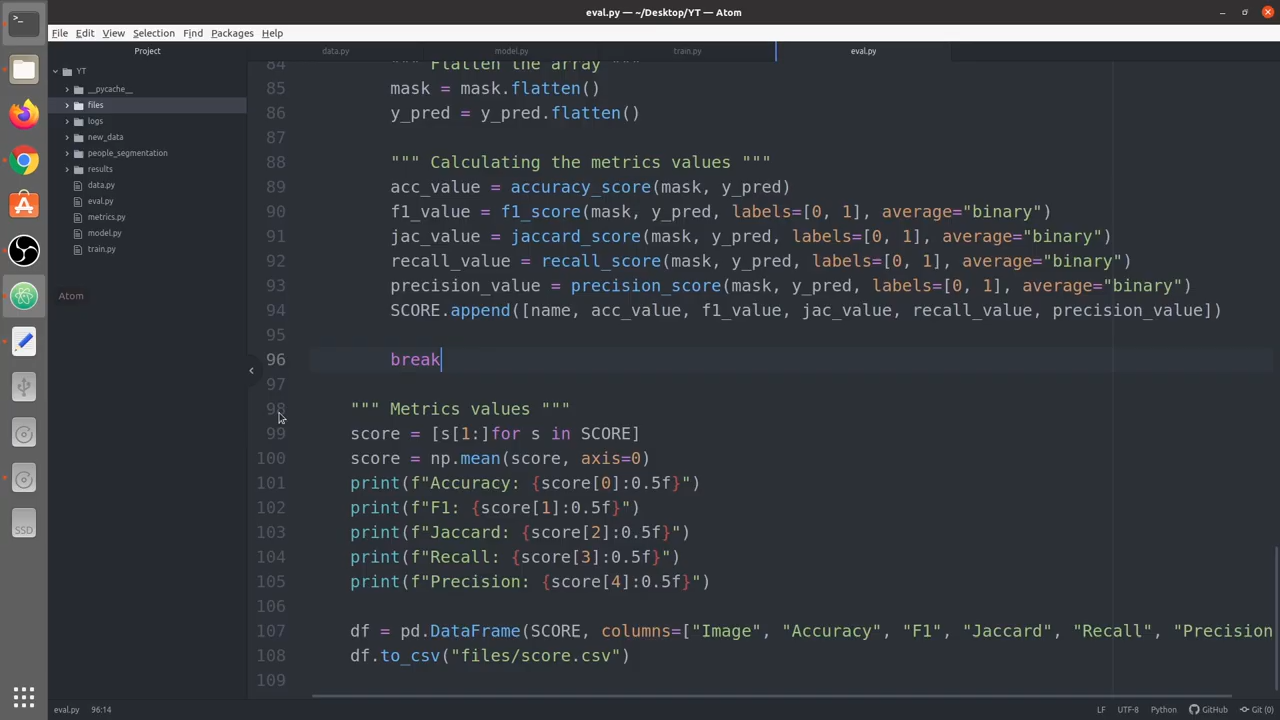 eval.py — ~/Desktop/YT — Atom
File Edit View Selection Find Packages Help
Project
data.py model.py train.py eval.py
YT
__pycache__
files
logs
new_data
people_segmentation
results
data.py
eval.py
metrics.py
model.py
train.py
Atom
SSD
84 """ Flatten the array """
85 mask = mask.flatten()
86 y_pred = y_pred.flatten()
87
88 """ Calculating the metrics values """
89 acc_value = accuracy_score(mask, y_pred)
90 f1_value = f1_score(mask, y_pred, labels=[0, 1], average="binary")
91 jac_value = jaccard_score(mask, y_pred, labels=[0, 1], average="binary")
92 recall_value = recall_score(mask, y_pred, labels=[0, 1], average="binary")
93 precision_value = precision_score(mask, y_pred, labels=[0, 1], average="binary")
94 SCORE.append([name, acc_value, f1_value, jac_value, recall_value, precision_value])
95
96 break
97
98 """ Metrics values """
99 score = [s[1:]for s in SCORE]
100 score = np.mean(score, axis=0)
101 print(f"Accuracy: {score[0]:0.5f}")
102 print(f"F1: {score[1]:0.5f}")
103 print(f"Jaccard: {score[2]:0.5f}")
104 print(f"Recall: {score[3]:0.5f}")
105 print(f"Precision: {score[4]:0.5f}")
106
107 df = pd.DataFrame(SCORE, columns=["Image", "Accuracy", "F1", "Jaccard", "Recall", "Precision
108 df.to_csv("files/score.csv")
109
eval.py 96:14 LF UTF-8 Python GitHub Git (0)